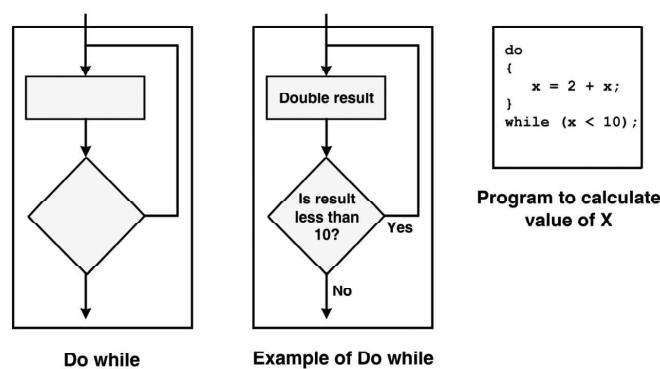 Do while
Double result
Is result
less than
10?
Yes
No
Example of Do while
do
{
x = 2 + x;
}
while (x < 10);
Program to calculate
value of X